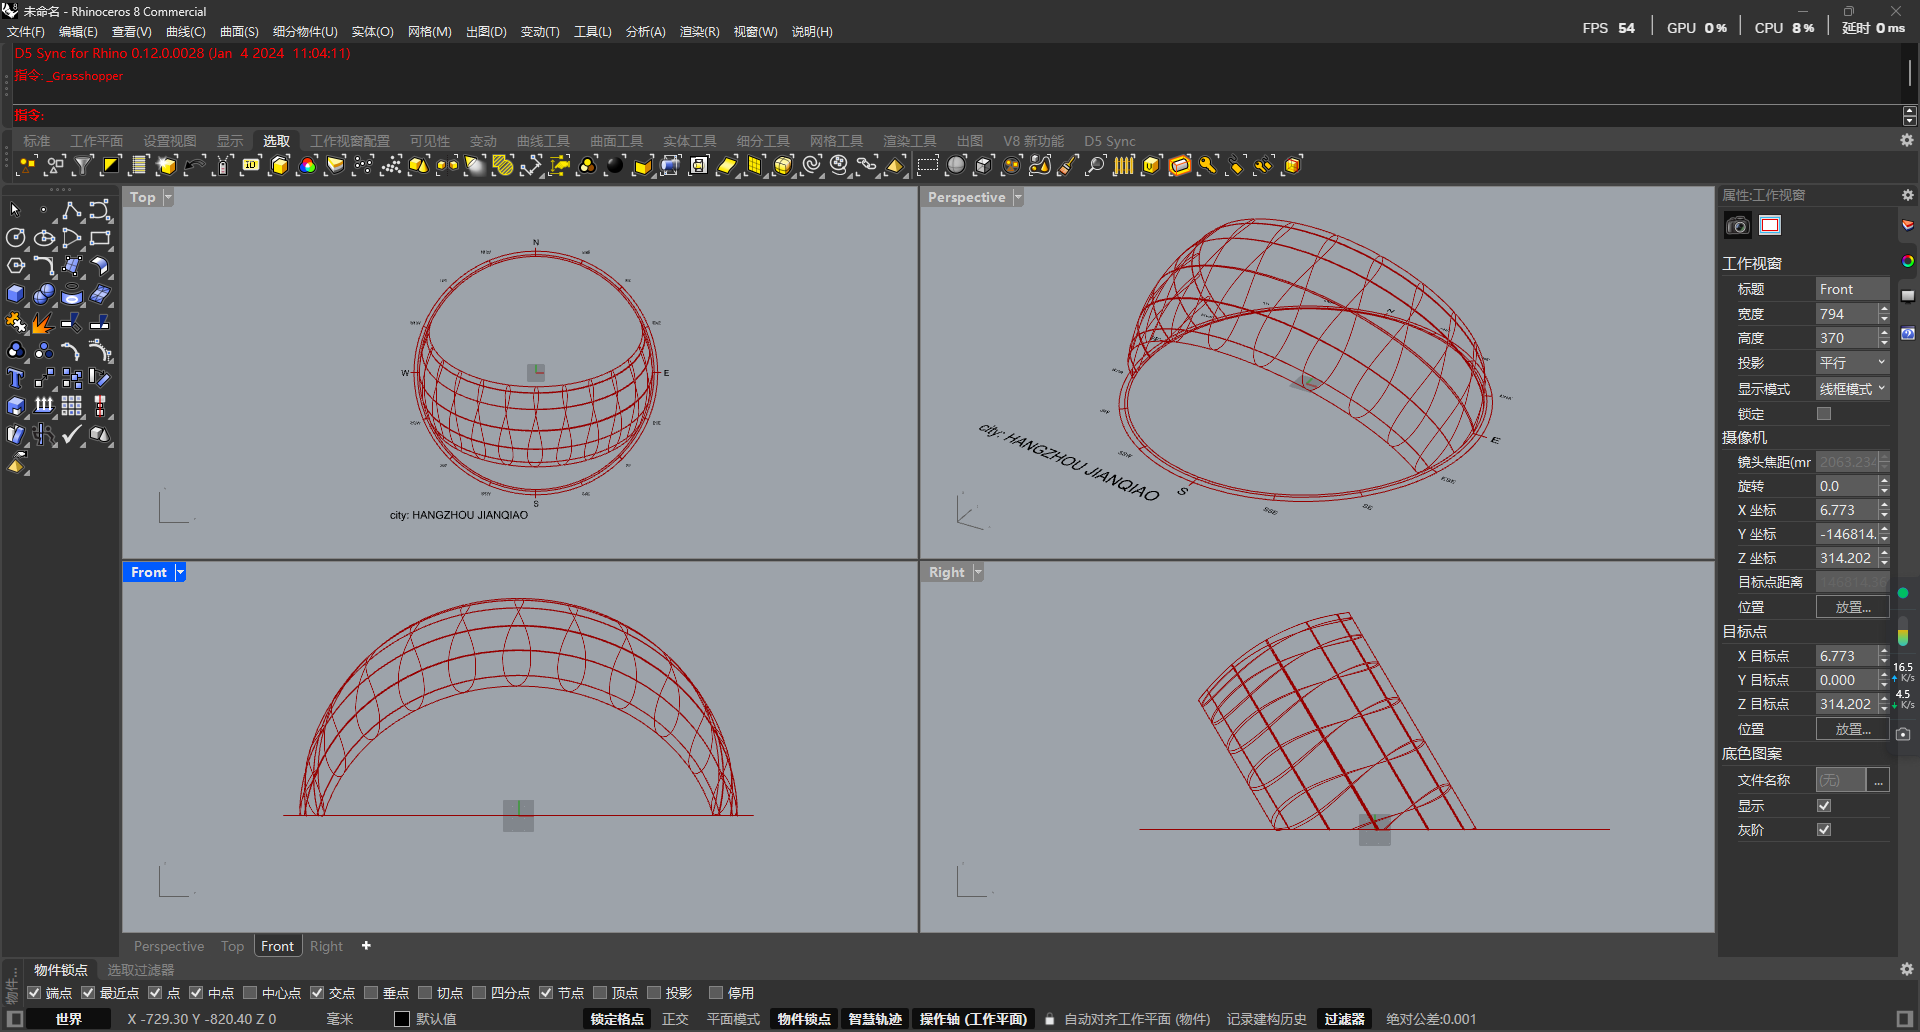 未命名 - Rhinoceros 8 Commercial
文件(F) 编辑(E) 查看(V) 曲线(C) 曲面(S) 细分物件(U) 实体(O) 网格(M) 出图(D) 变动(T) 工具(L) 分析(A) 渲染(R) 视窗(W) 说明(H)
FPS 54 GPU 0% CPU 8% 延时 0 ms
D5 Sync for Rhino 0.12.0.0028 (Jan 4 2024 11:04:11)
指令: _Grasshopper
指令:
标准 工作平面 设置视图 显示 选取 工作视窗配置 可见性 变动 曲线工具 曲面工具 实体工具 细分工具 网格工具 渲染工具 出图 V8 新功能 D5 Sync
Top
N
W
E
S
city: HANGZHOU JIANQIAO
Perspective
N
E
S
ESE
SE
SSE
SSW
city: HANGZHOU JIANQIAO
Front
Right
属性:工作视窗
工作视窗
标题 Front
宽度 794
高度 370
投影 平行
显示模式 线框模式
锁定
摄像机
镜头焦距(mr 2063.234
旋转 0.0
X 坐标 6.773
Y 坐标 -146814.
Z 坐标 314.202
目标点距离 146814.36
位置 放置...
目标点
X 目标点 6.773
Y 目标点 0.000
Z 目标点 314.202
位置 放置...
底色图案
文件名称 (无) ...
显示
灰阶
16.5
K/s
4.5
K/s
Perspective Top Front Right
物件锁点 选取过滤器
物件
端点 最近点 点 中点 中心点 交点 垂点 切点 四分点 节点 顶点 投影 停用
世界 X -729.30 Y -820.40 Z 0 毫米 默认值 锁定格点 正交 平面模式 物件锁点 智慧轨迹 操作轴 (工作平面) 自动对齐工作平面 (物件) 记录建构历史 过滤器 绝对公差:0.001